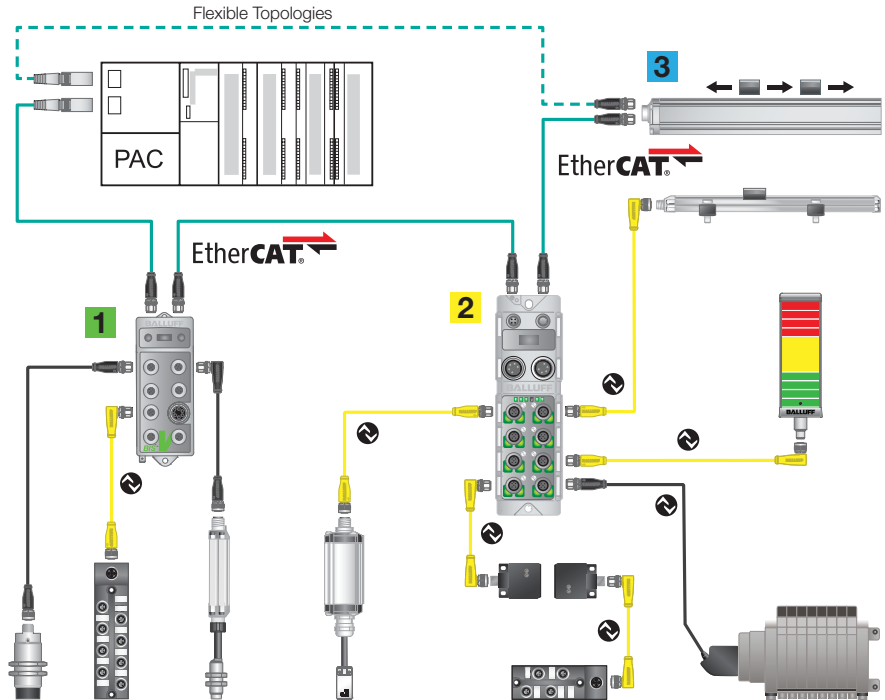 Flexible Topologies
3
PAC
EtherCAT®
EtherCAT®
1
2
BALLUFF
BALLUFF
BALLUFF